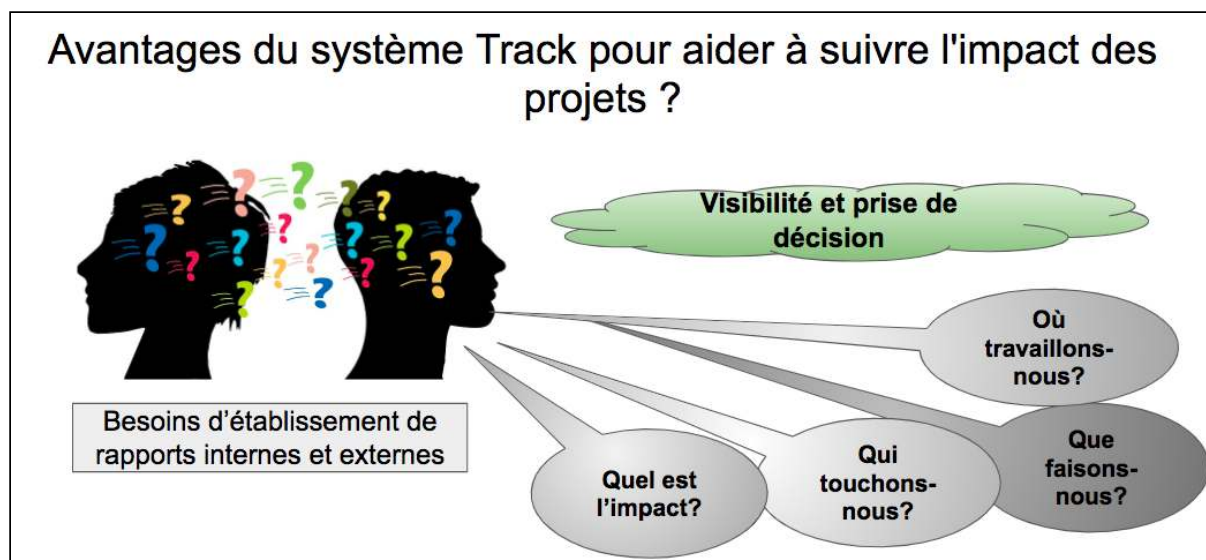 Avantages du système Track pour aider à suivre l'impact des
projets ?
Visibilité et prise de
décision
Où
travaillons-
nous?
Besoins d’établissement de
rapports internes et externes
Quel est
l’impact?
Qui
touchons-
nous?
Que
faisons-
nous?